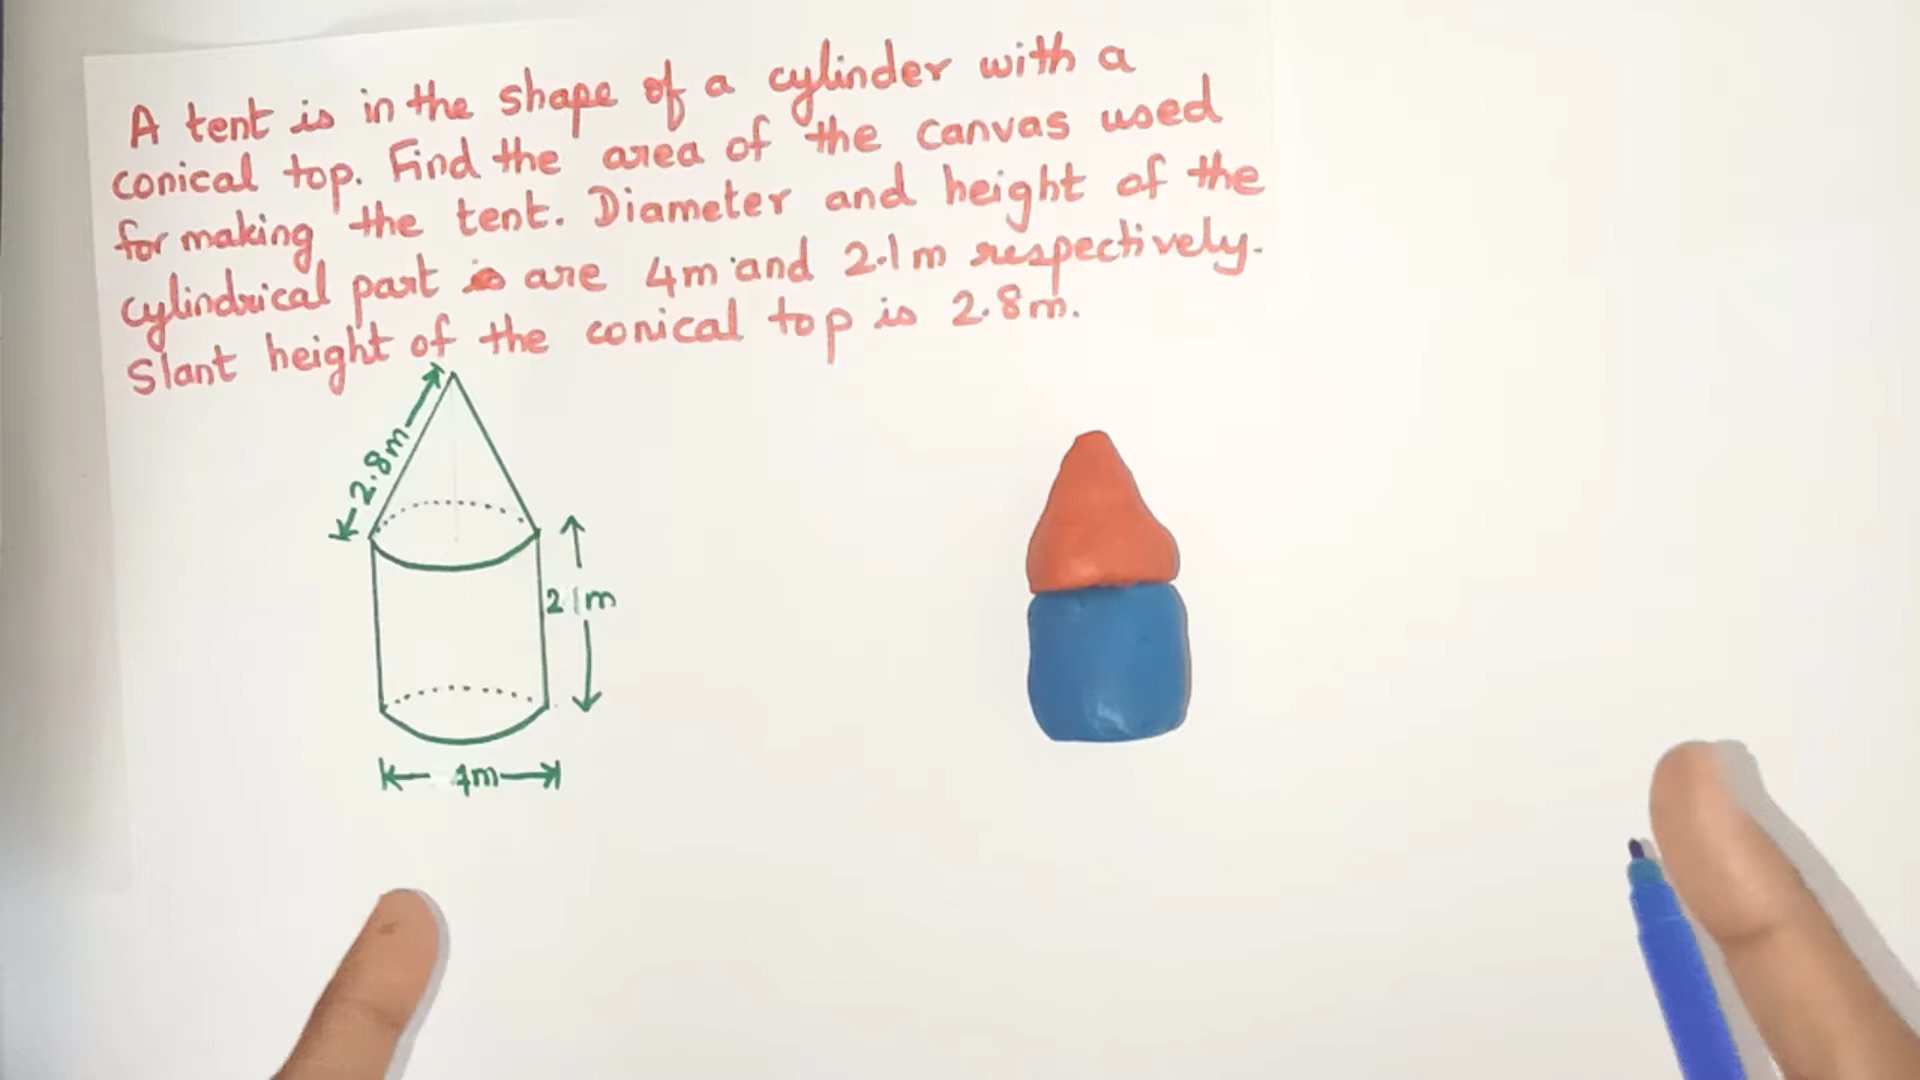 A tent is in the shape of a cylinder with a
conical top. Find the area of the canvas used
for making the tent. Diameter and height of the
cylindrical part are 4m and 2.1m respectively.
Slant height of the conical top is 2.8m.
2.8m
2 1m
4m